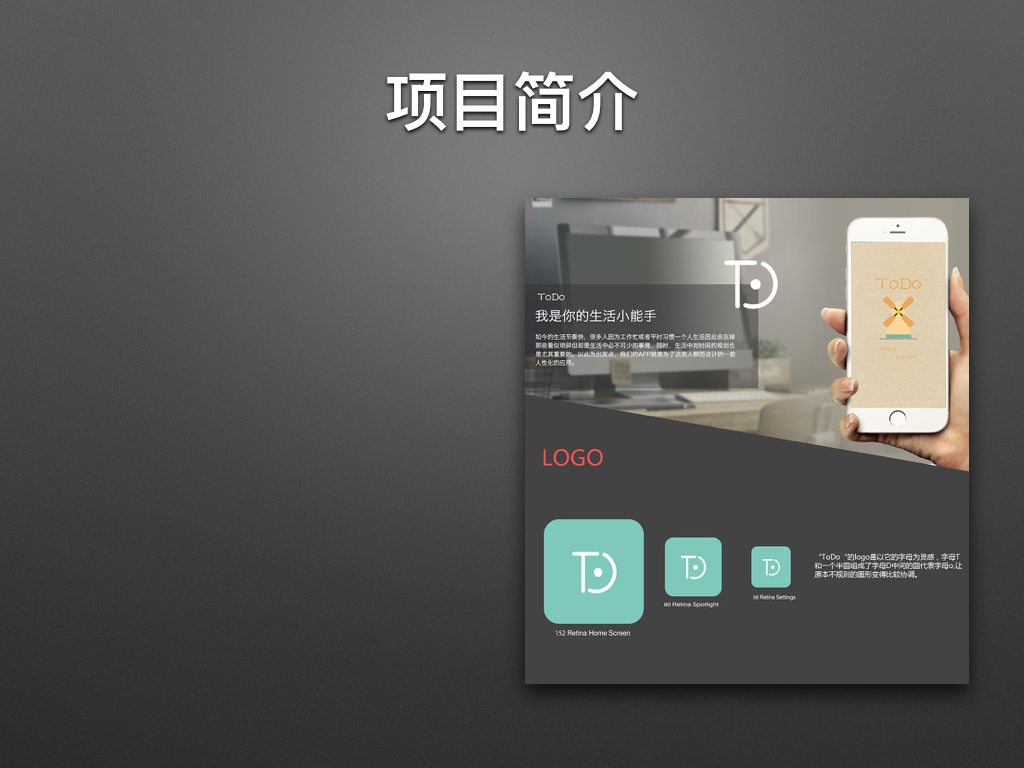 项目简介
ToDo
我是你的生活小能手
如今的生活节奏快，很多人因为工作忙或者平时习惯一个人生活因此会忘掉
那些看似琐碎但却是生活中必不可少的事情，同时，生活中对时间的规划也
是尤其重要的。以此为出发点，我们的APP就是为了这类人群而设计的一款
人性化的应用。
ToDo
LOGO
152 Retina Home Screen
80 Retina Spotlight
58 Retina Settings
“ToDo ”的logo是以它的字母为灵感，字母T
和一个半圆组成了字母D中间的圆代表字母o,让
原本不规则的图形变得比较协调。